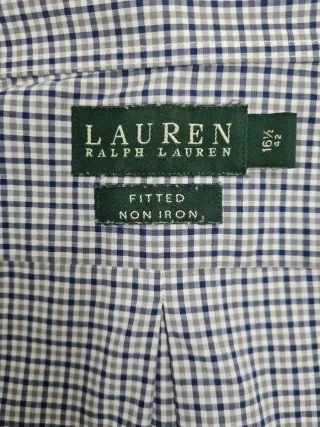 LAUREN
RALPH LAUREN
16½
42
FITTED
NON IRON